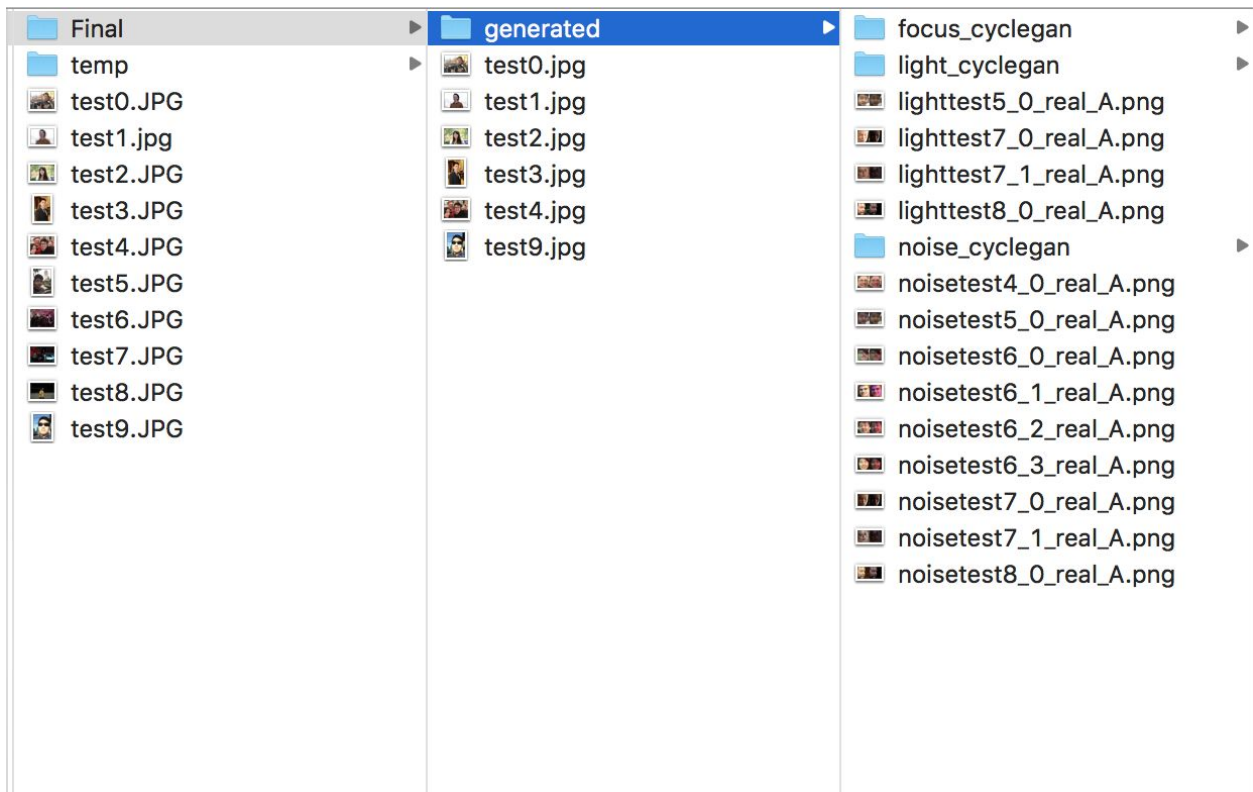 Final
temp
test0.JPG
test1.jpg
test2.JPG
test3.JPG
test4.JPG
test5.JPG
test6.JPG
test7.JPG
test8.JPG
test9.JPG
generated
test0.jpg
test1.jpg
test2.jpg
test3.jpg
test4.jpg
test9.jpg
focus_cyclegan
light_cyclegan
lighttest5_0_real_A.png
lighttest7_0_real_A.png
lighttest7_1_real_A.png
lighttest8_0_real_A.png
noise_cyclegan
noisetest4_0_real_A.png
noisetest5_0_real_A.png
noisetest6_0_real_A.png
noisetest6_1_real_A.png
noisetest6_2_real_A.png
noisetest6_3_real_A.png
noisetest7_0_real_A.png
noisetest7_1_real_A.png
noisetest8_0_real_A.png